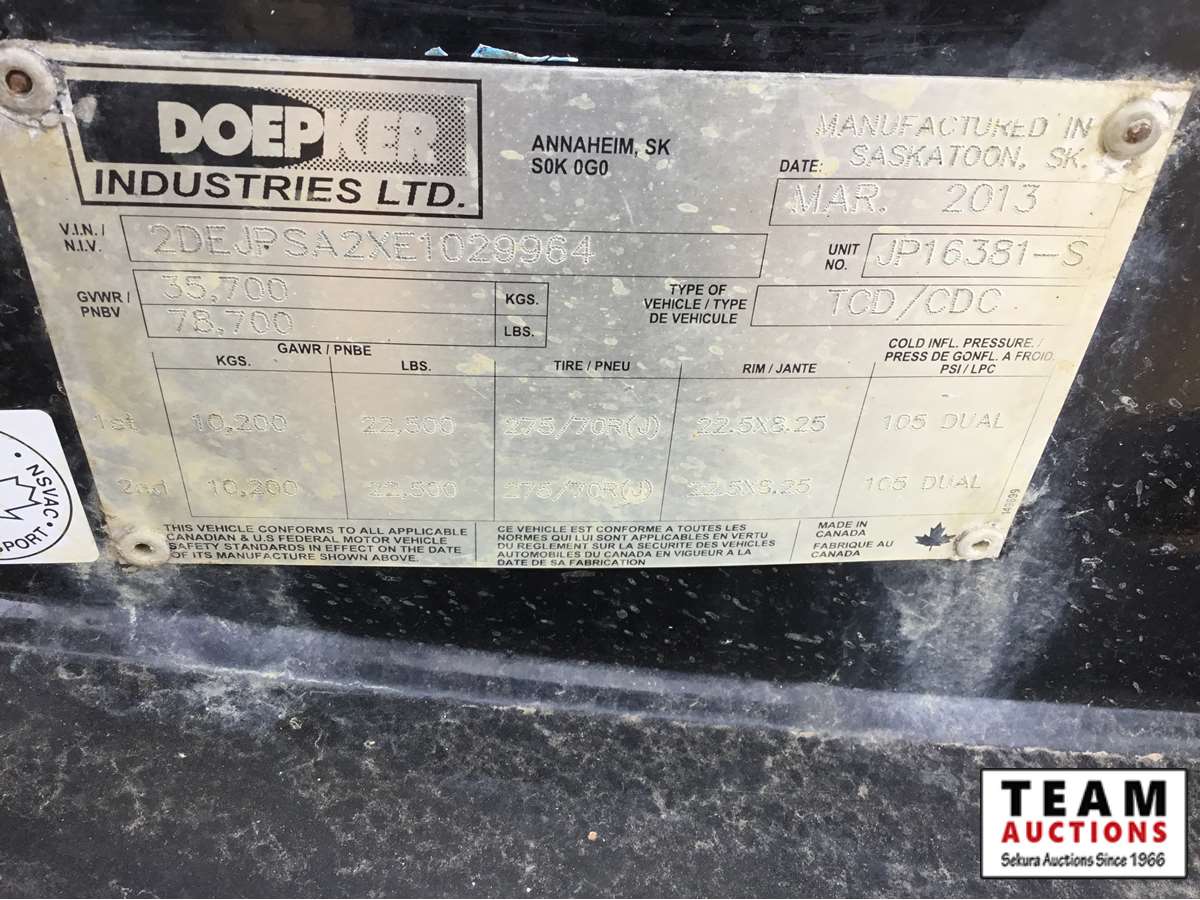 DOEPKER
INDUSTRIES LTD.
ANNAHEIM, SK
S0K 0G0
MANUFACTURED IN
SASKATOON, SK.
DATE:
MAR. 2013
V.I.N. /
N.I.V.
2DEJPSA2XE1029964
UNIT
NO.
JP16381-S
GVWR /
PNBV
35,700 KGS.
78,700 LBS.
TYPE OF
VEHICLE / TYPE
DE VEHICULE
TCD/CDC
GAWR / PNBE
KGS. LBS. TIRE / PNEU RIM / JANTE
COLD INFL. PRESSURE. /
PRESS DE GONFL. A FROID.
PSI / LPC
1st 10,200 22,500 275/70R(J) 22.5X8.25 105 DUAL
2nd 10,200 22,500 275/70R(J) 22.5X8.25 105 DUAL
THIS VEHICLE CONFORMS TO ALL APPLICABLE
CANADIAN & U.S FEDERAL MOTOR VEHICLE
SAFETY STANDARDS IN EFFECT ON THE DATE
OF ITS MANUFACTURE SHOWN ABOVE.
CE VEHICULE EST CONFORME A TOUTES LES
NORMES QUI LUI SONT APPLICABLES EN VERTU
DU REGLEMENT SUR LA SECURITE DES VEHICLES
AUTOMOBILES DU CANADA EN VIGUEUR A LA
DATE DE SA FABRICATION
MADE IN
CANADA
FABRIQUE AU
CANADA
NSVAC
PORT
TEAM
AUCTIONS
Sekura Auctions Since 1966